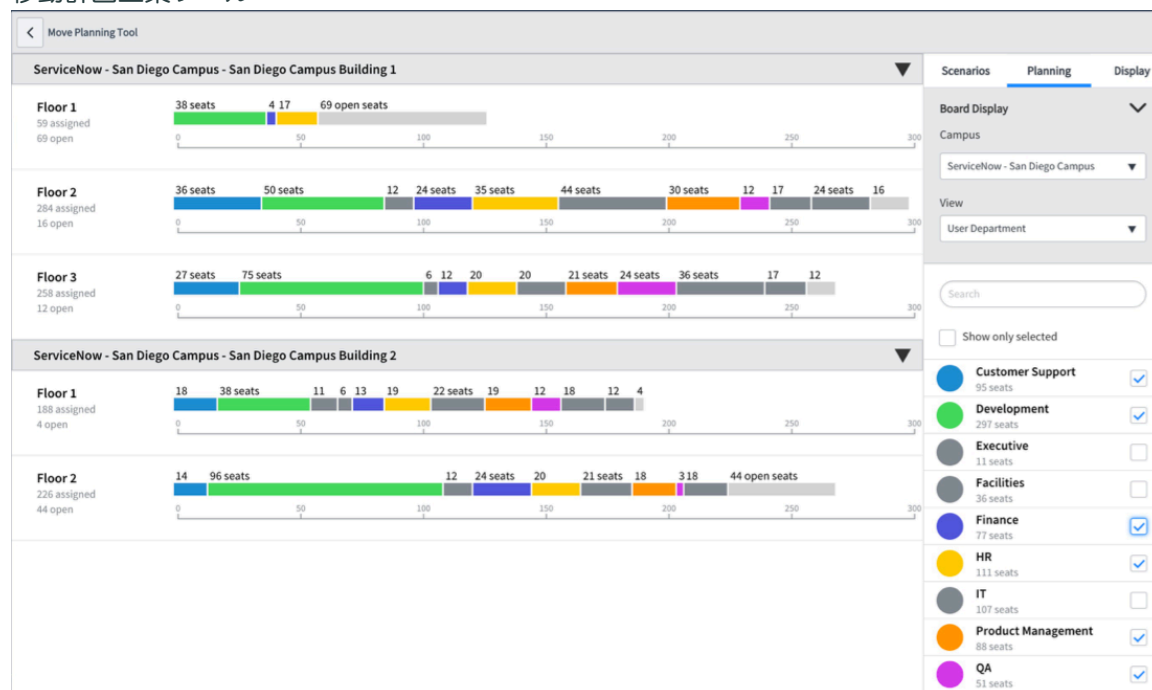 移動計画立案ツール
Move Planning Tool
ServiceNow - San Diego Campus - San Diego Campus Building 1
Floor 1
59 assigned
69 open
38 seats 4 17 69 open seats
0 50 100 150 200 250 300
Floor 2
284 assigned
16 open
36 seats 50 seats 12 24 seats 35 seats 44 seats 30 seats 12 17 24 seats 16
0 50 100 150 200 250 300
Floor 3
258 assigned
12 open
27 seats 75 seats 6 12 20 20 21 seats 24 seats 36 seats 17 12
0 50 100 150 200 250 300
ServiceNow - San Diego Campus - San Diego Campus Building 2
Floor 1
188 assigned
4 open
18 38 seats 11 6 13 19 22 seats 19 12 18 12 4
0 50 100 150 200 250 300
Floor 2
226 assigned
44 open
14 96 seats 12 24 seats 20 21 seats 18 3 18 44 open seats
0 50 100 150 200 250 300
Scenarios Planning Display
Board Display
Campus
ServiceNow - San Diego Campus
View
User Department
Search
Show only selected
Customer Support
95 seats
Development
297 seats
Executive
11 seats
Facilities
36 seats
Finance
77 seats
HR
111 seats
IT
107 seats
Product Management
88 seats
QA
51 seats